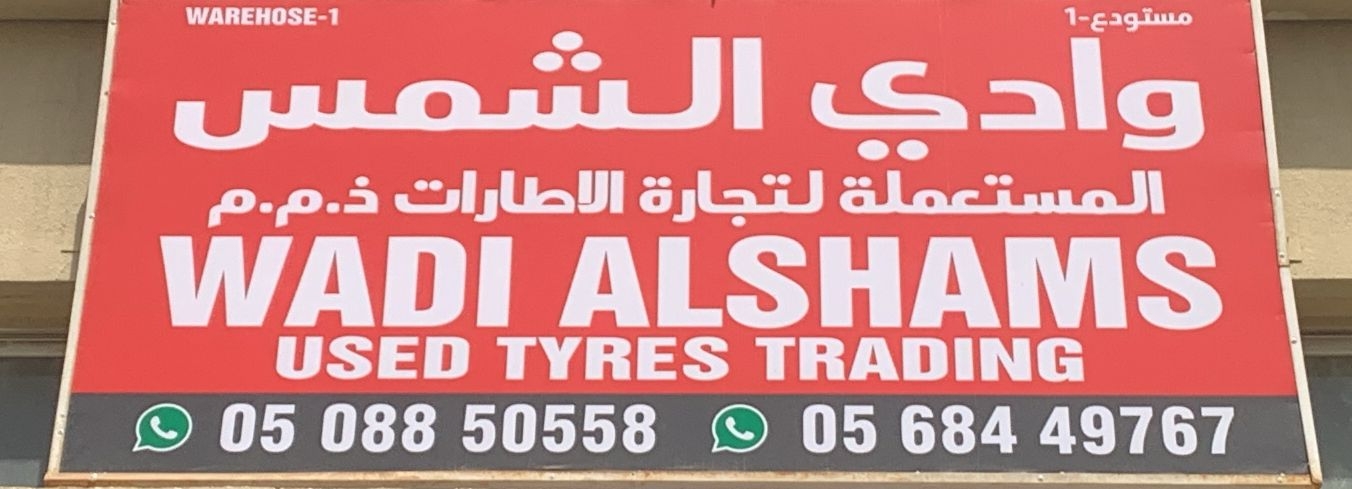 WAREHOSE-1
مستودع-1
وادي الشمس
المستعملة لتجارة الاطارات ذ.م.م
WADI ALSHAMS
USED TYRES TRADING
05 088 50558 05 684 49767